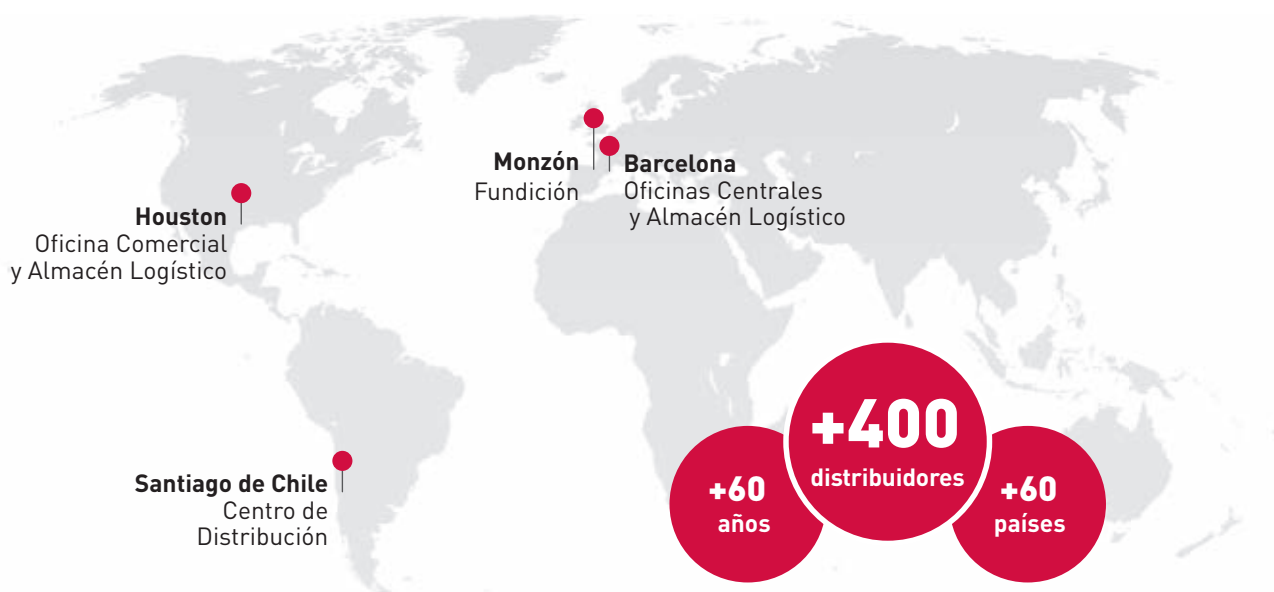 Monzón
Fundición
Barcelona
Oficinas Centrales
y Almacén Logístico
Houston
Oficina Comercial
y Almacén Logístico
Santiago de Chile
Centro de
Distribución
+60
años
+400
distribuidores
+60
países